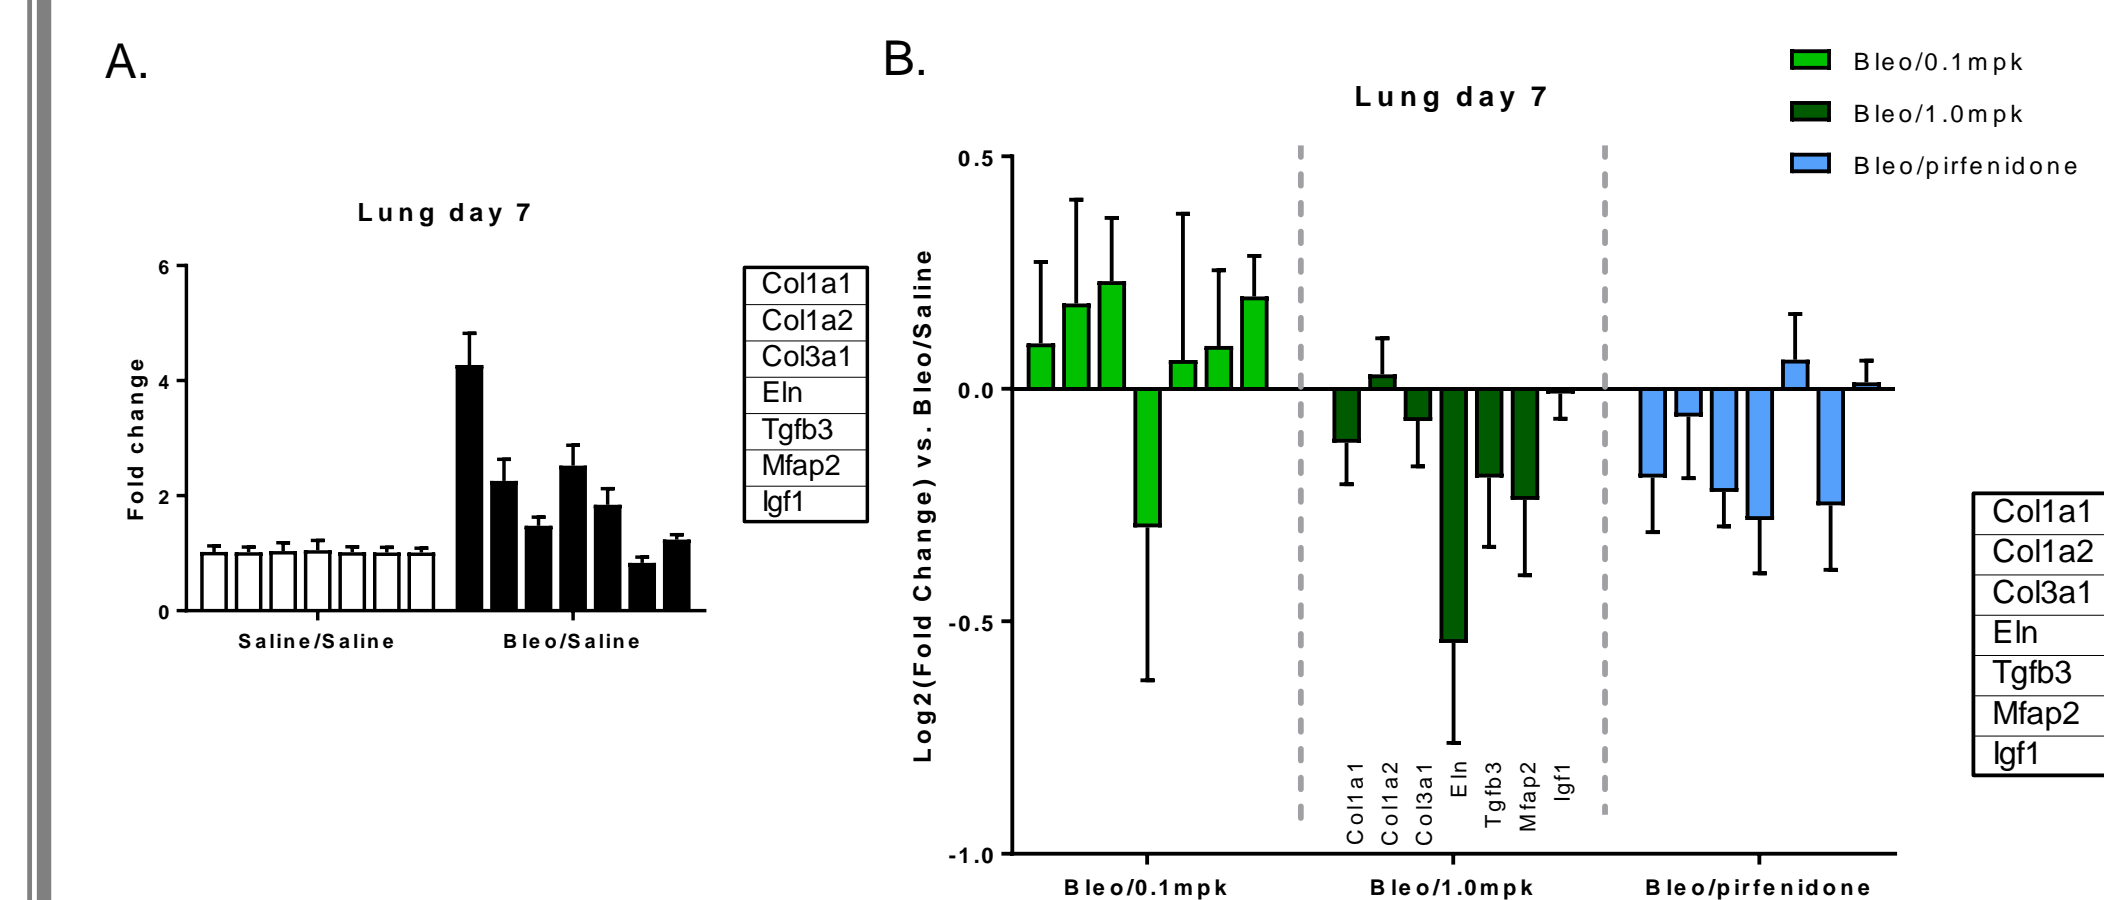 A.
Lung day 7
Fold change
6
4
2
0
Saline/Saline
Bleo/Saline
Col1a1
Col1a2
Col3a1
Eln
Tgfb3
Mfap2
Igf1
B.
Lung day 7
Bleo/0.1mpk
Bleo/1.0mpk
Bleo/pirfenidone
Log2(Fold Change) vs. Bleo/Saline
0.5
0.0
-0.5
-1.0
Col1a1
Col1a2
Col3a1
Eln
Tgfb3
Mfap2
Igf1
Bleo/0.1mpk
Bleo/1.0mpk
Bleo/pirfenidone
Col1a1
Col1a2
Col3a1
Eln
Tgfb3
Mfap2
Igf1